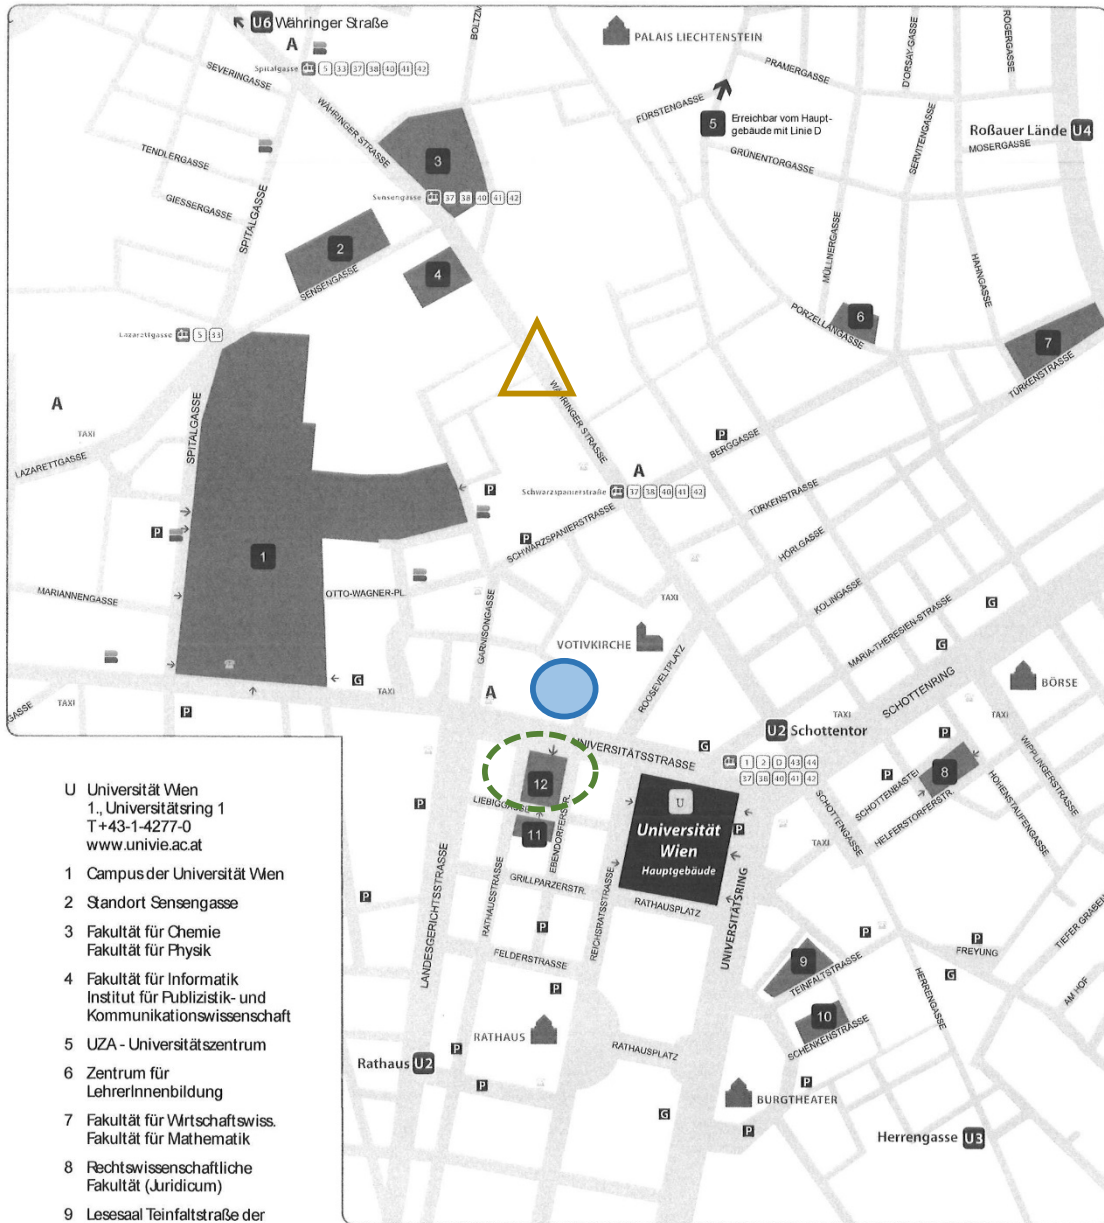 U6 Währinger Straße
A
Spitalgasse 5 33 37 38 40 41 42
BOLTZM
PALAIS LIECHTENSTEIN
PRAMERGASSE
D'ORSAY-GASSE
ROGERGASSE
SEVERINGASSE
WÄHRINGER STRASSE
FÜRSTENGASSE
5 Erreichbar vom Haupt-
gebäude mit Linie D
Roßauer Lände U4
MOSERGASSE
SERVITENGASSE
GRÜNENTORGASSE
TENDLERGASSE
GIESSERGASSE
SPITALGASSE
3
Sensengasse 37 38 40 41 42
2
SENSENGASSE
4
MÜLLNERGASSE
HAHNGASSE
PORZELLANGASSE
6
7
TÜRKENSTRASSE
Lazarettgasse 5 33
A
TAXI
LAZARETTGASSE
SPITALGASSE
WÄHRINGER STRASSE
P
BERGGASSE
A
Schwarzspanierstraße 37 38 40 41 42
P
TÜRKENSTRASSE
SCHWARZSPANIERSTRASSE
P
HÖRLGASSE
P
1
MARIANNENGASSE
OTTO-WAGNER-PL.
GARNISONGASSE
TAXI
KOLINGASSE
G
MARIA-THERESIEN-STRASSE
G
VOTIVKIRCHE
ROOSEVELTPLATZ
BÖRSE
SCHOTTENRING
G
TAXI
A
GASSE
TAXI
P
TAXI
TAXI
U2 Schottentor
WIPPLINGERSTRASSE
P
UNIVERSITÄTSSTRASSE
G
1 2 D 43 44
37 38 40 41 42
P
8
SCHOTTENBASTEI
HELFERSTORFERSTR.
HOHENSTAUFENGASSE
SCHOTTENGASSE
TAXI
12
LIEBIGGASSE
11
EBENDORFERSTR.
P
U
Universität
Wien
Hauptgebäude
P
GRILLPARZERSTR.
RATHAUSSTRASSE
REICHSRATSSTRASSE
RATHAUSPLATZ
UNIVERSITÄTSRING
LANDESGERICHTSSTRASSE
P
P
FELDERSTRASSE
P
P
9
TEINFALTSTRASSE
10
SCHENKENSTRASSE
HERRENGASSE
P
FREYUNG
G
TIEFER GRABEN
AM HOF
RATHAUS
RATHAUSPLATZ
Rathaus U2
P
P
G
P
BURGTHEATER
P
Herrengasse U3
U Universität Wien
1., Universitätsring 1
T +43-1-4277-0
www.univie.ac.at
1 Campus der Universität Wien
2 Standort Sensengasse
3 Fakultät für Chemie
Fakultät für Physik
4 Fakultät für Informatik
Institut für Publizistik- und
Kommunikationswissenschaft
5 UZA - Universitätszentrum
6 Zentrum für
LehrerInnenbildung
7 Fakultät für Wirtschaftswiss.
Fakultät für Mathematik
8 Rechtswissenschaftliche
Fakultät (Juridicum)
9 Lesesaal Teinfaltstraße der